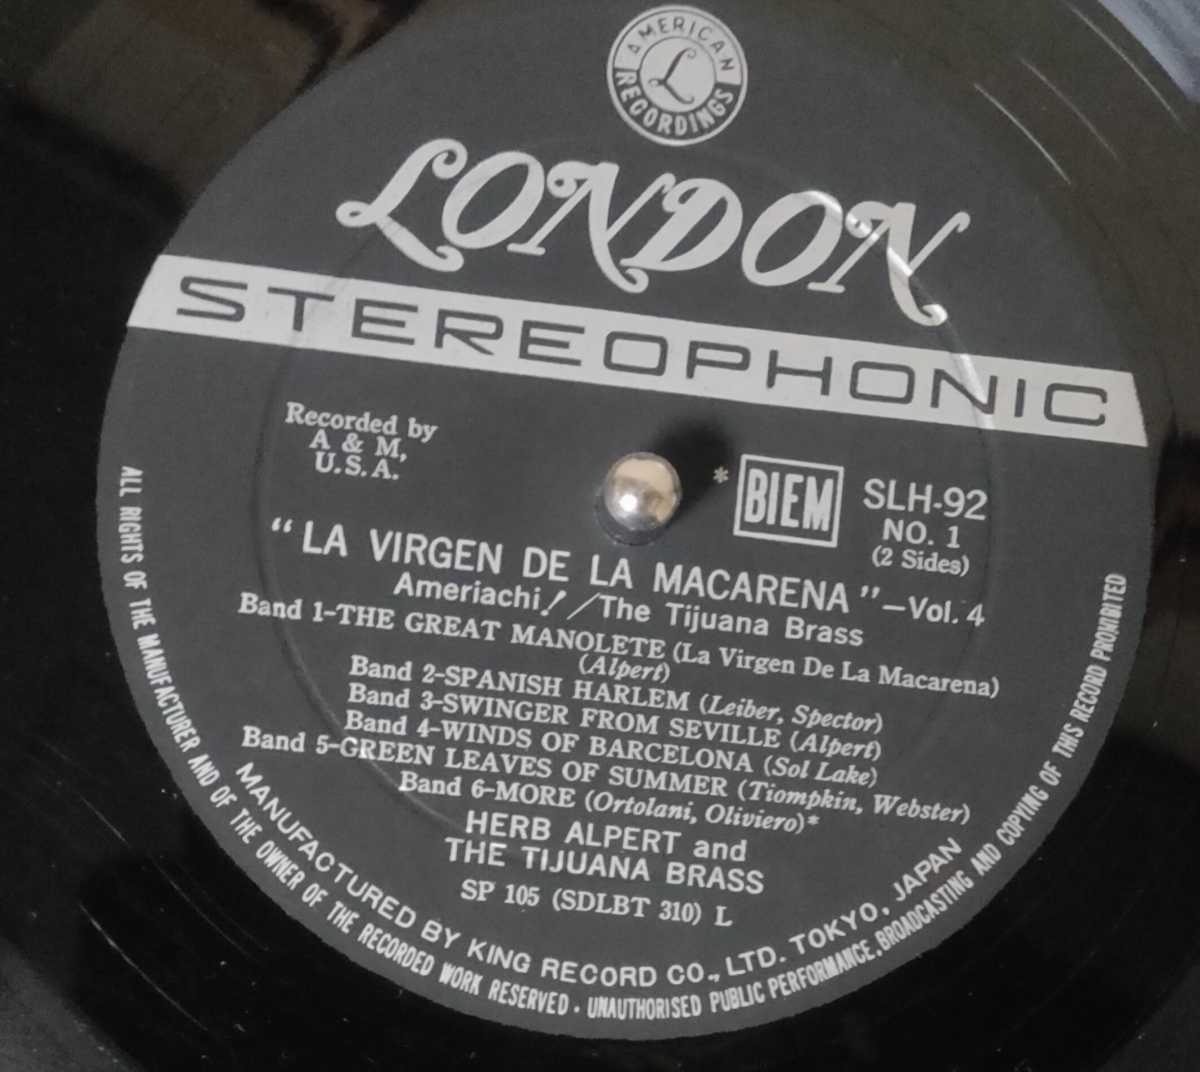 AMERICAN RECORDINGS
L
LONDON
STEREOPHONIC
Recorded by
A & M,
U.S.A.
* BIEM
SLH-92
NO. 1
(2 Sides)
“LA VIRGEN DE LA MACARENA”—Vol. 4
Ameriachi!/The Tijuana Brass
Band 1-THE GREAT MANOLETE (La Virgen De La Macarena)
(Alpert)
Band 2-SPANISH HARLEM (Leiber, Spector)
Band 3-SWINGER FROM SEVILLE (Alpert)
Band 4-WINDS OF BARCELONA (Sol Lake)
Band 5-GREEN LEAVES OF SUMMER (Tiompkin, Webster)
Band 6-MORE (Ortolani, Oliviero)*
HERB ALPERT and
THE TIJUANA BRASS
SP 105 (SDLBT 310) L
MANUFACTURED BY KING RECORD CO., LTD. TOKYO, JAPAN
ALL RIGHTS OF THE MANUFACTURER AND OF THE OWNER OF THE RECORDED WORK RESERVED · UNAUTHORISED PUBLIC PERFORMANCE, BROADCASTING AND COPYING OF THIS RECORD PROHIBITED